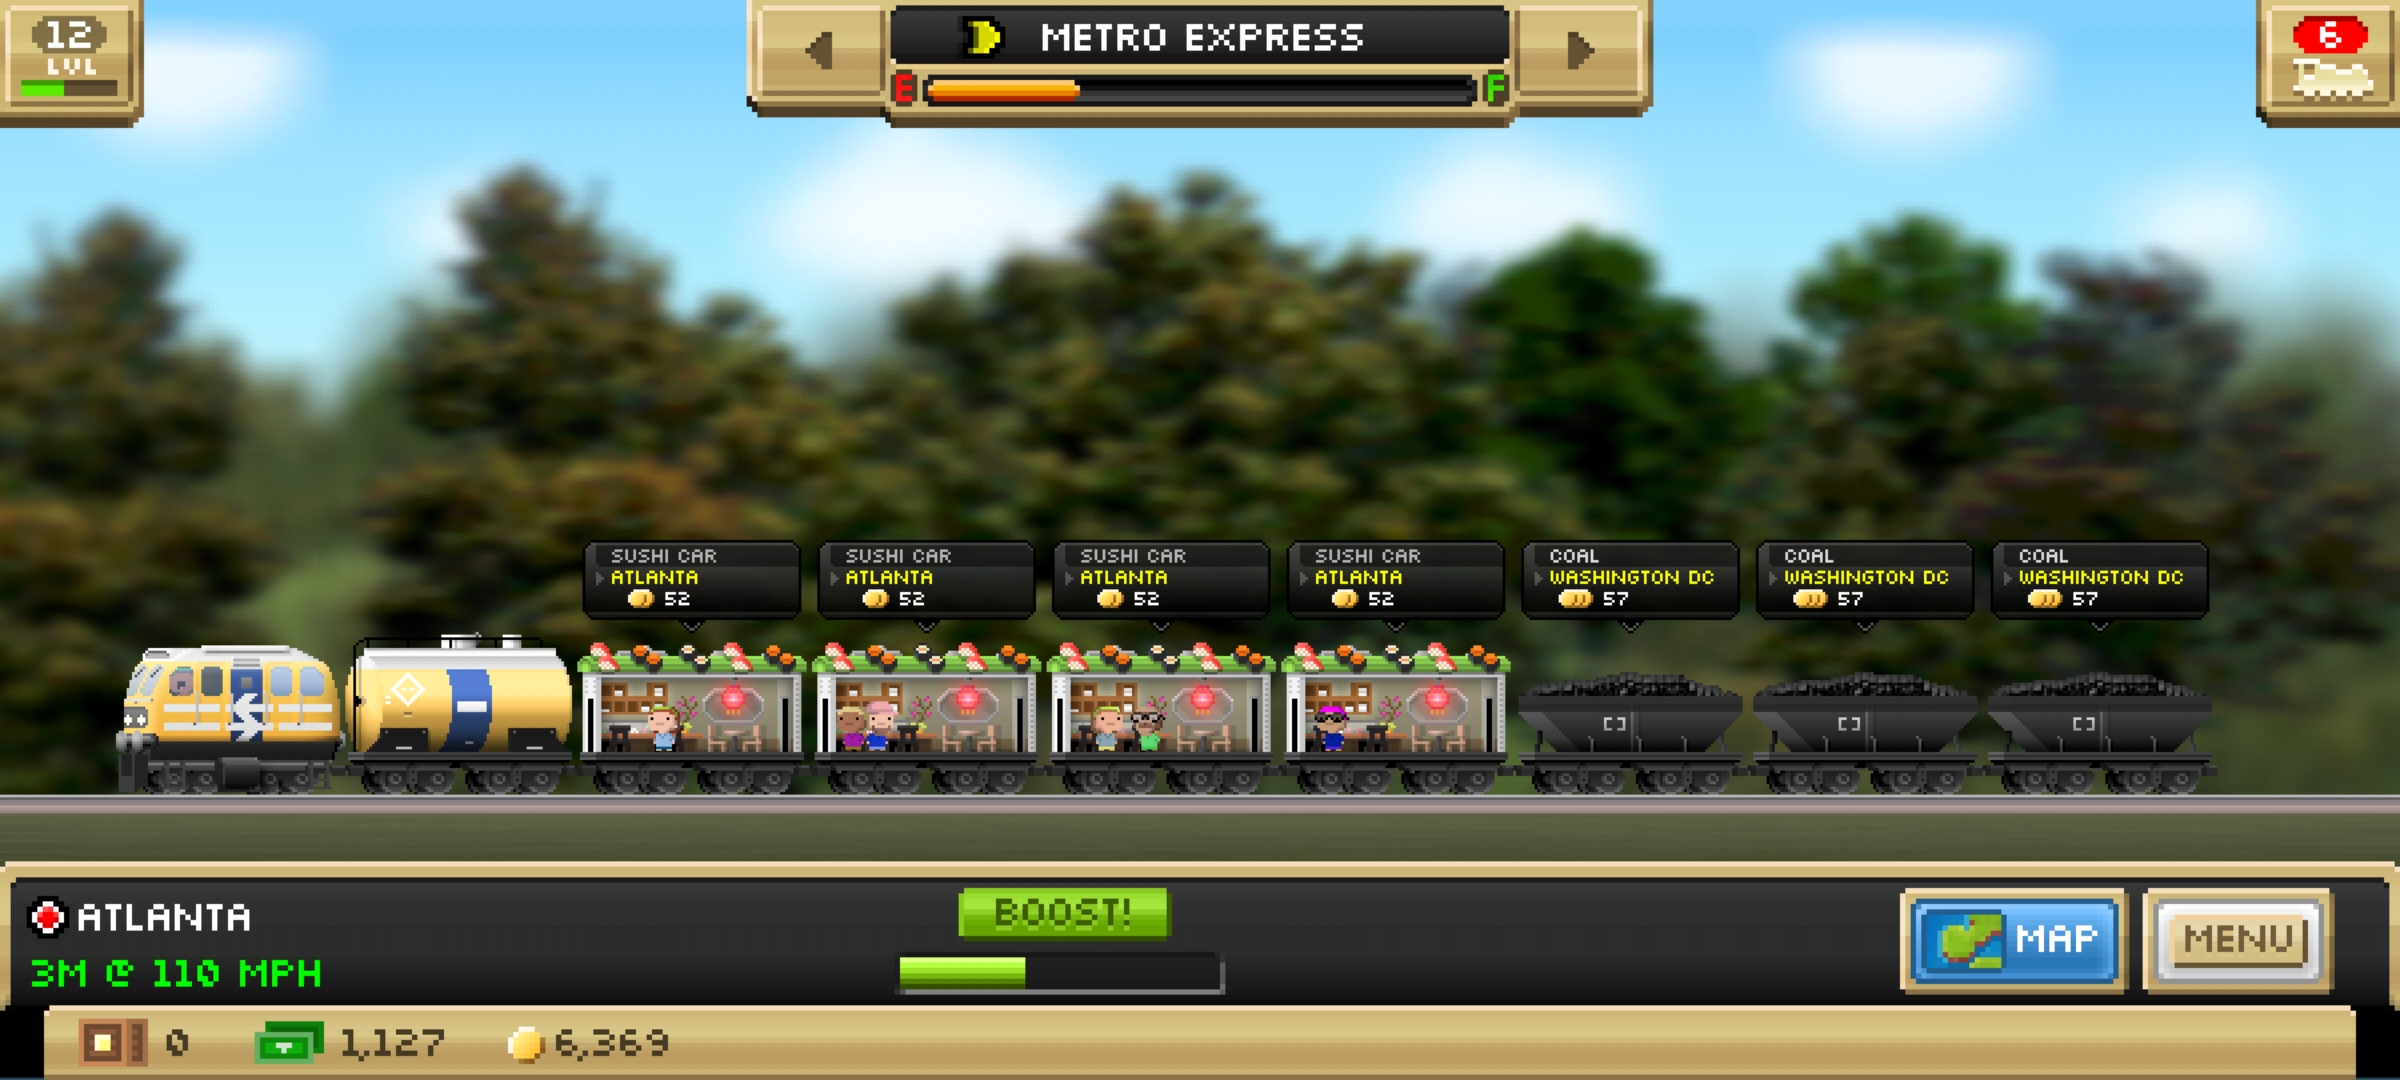 12
LVL
METRO EXPRESS
E F
6
SUSHI CAR
ATLANTA
52
SUSHI CAR
ATLANTA
52
SUSHI CAR
ATLANTA
52
SUSHI CAR
ATLANTA
52
COAL
WASHINGTON DC
57
COAL
WASHINGTON DC
57
COAL
WASHINGTON DC
57
ATLANTA
3M @ 110 MPH
BOOST!
MAP
MENU
0
1,127
6,369